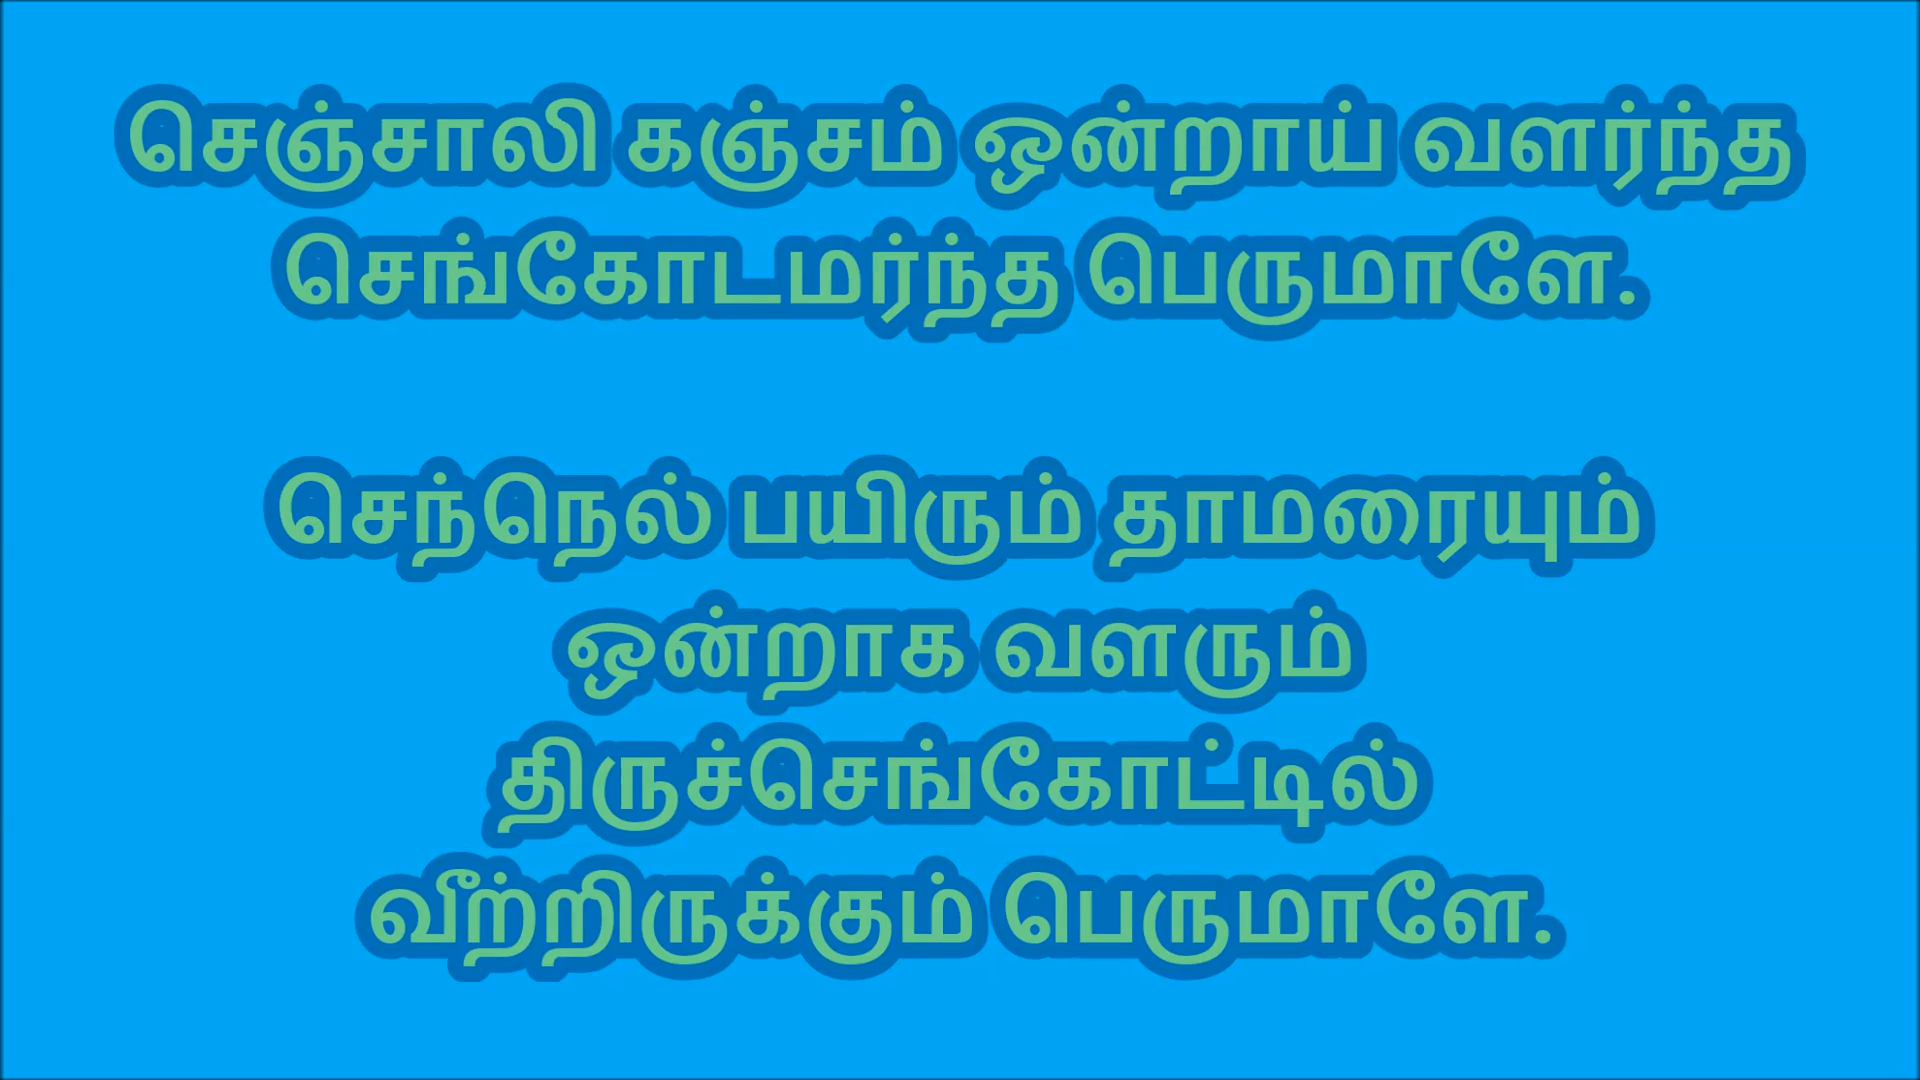 செஞ்சாலி கஞ்சம் ஒன்றாய் வளர்ந்த
செங்கோடமர்ந்த பெருமாளே.
செந்நெல் பயிரும் தாமரையும்
ஒன்றாக வளரும்
திருச்செங்கோட்டில்
வீற்றிருக்கும் பெருமாளே.